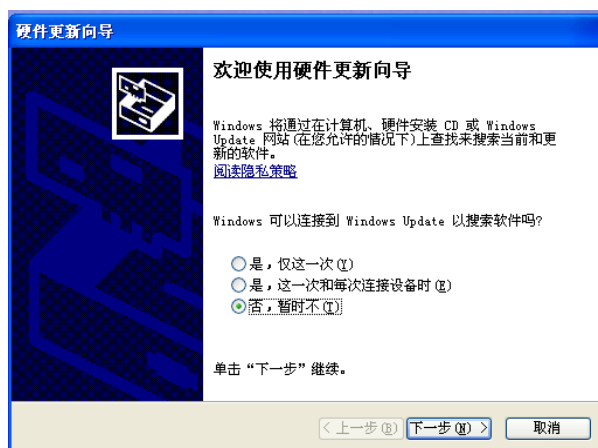 硬件更新向导
欢迎使用硬件更新向导
Windows 将通过在计算机、硬件安装 CD 或 Windows
Update 网站(在您允许的情况下)上查找来搜索当前和更
新的软件。
阅读隐私策略
Windows 可以连接到 Windows Update 以搜索软件吗?
是，仅这一次(Y)
是，这一次和每次连接设备时(E)
否，暂时不(T)
单击“下一步”继续。
< 上一步(B) 下一步(N) > 取消